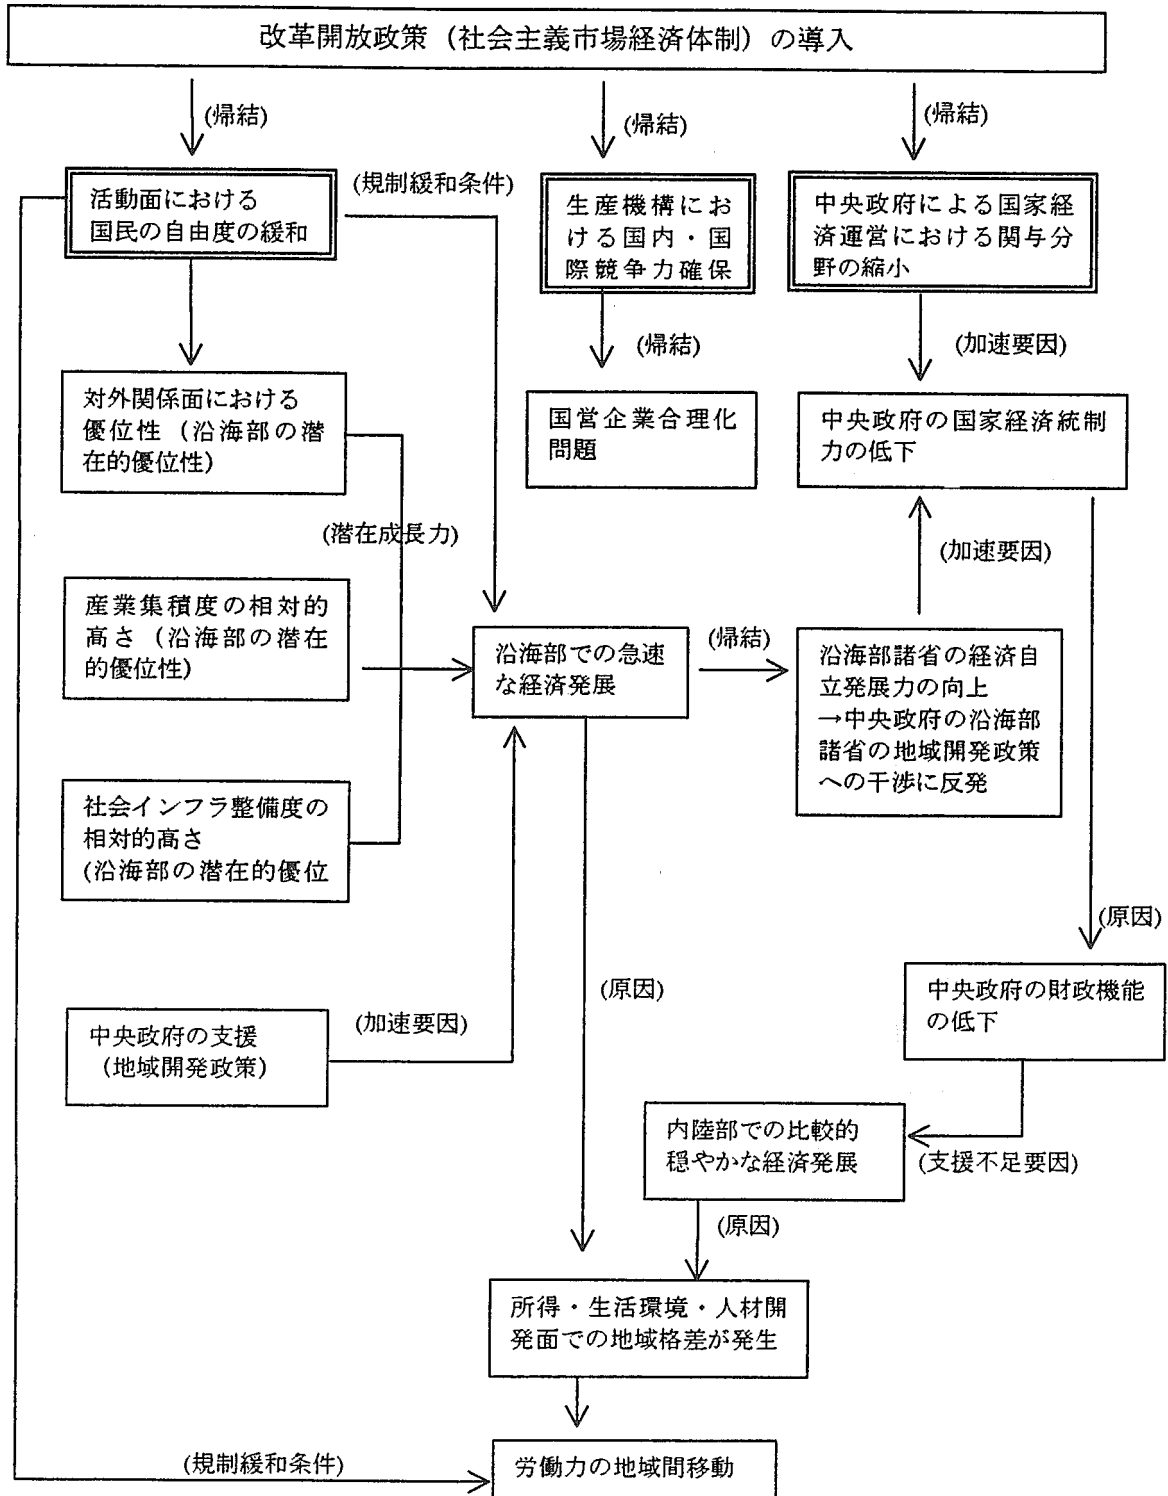 改革開放政策（社会主義市場経済体制）の導入
(帰結)
(帰結)
(帰結)
活動面における
国民の自由度の緩和
(規制緩和条件)
生産機構にお
ける国内・国
際競争力確保
中央政府による国家経
済運営における関与分
野の縮小
(帰結)
(加速要因)
対外関係面における
優位性（沿海部の潜
在的優位性）
国営企業合理化
問題
中央政府の国家経済統制
力の低下
(潜在成長力)
(加速要因)
産業集積度の相対的
高さ（沿海部の潜在
的優位性）
沿海部での急速
な経済発展
(帰結)
沿海部諸省の経済自
立発展力の向上
→中央政府の沿海部
諸省の地域開発政策
への干渉に反発
社会インフラ整備度の
相対的高さ
(沿海部の潜在的優位
(原因)
中央政府の支援
（地域開発政策）
(加速要因)
(原因)
中央政府の財政機能
の低下
内陸部での比較的
穏やかな経済発展
(支援不足要因)
(原因)
所得・生活環境・人材開
発面での地域格差が発生
(規制緩和条件)
労働力の地域間移動